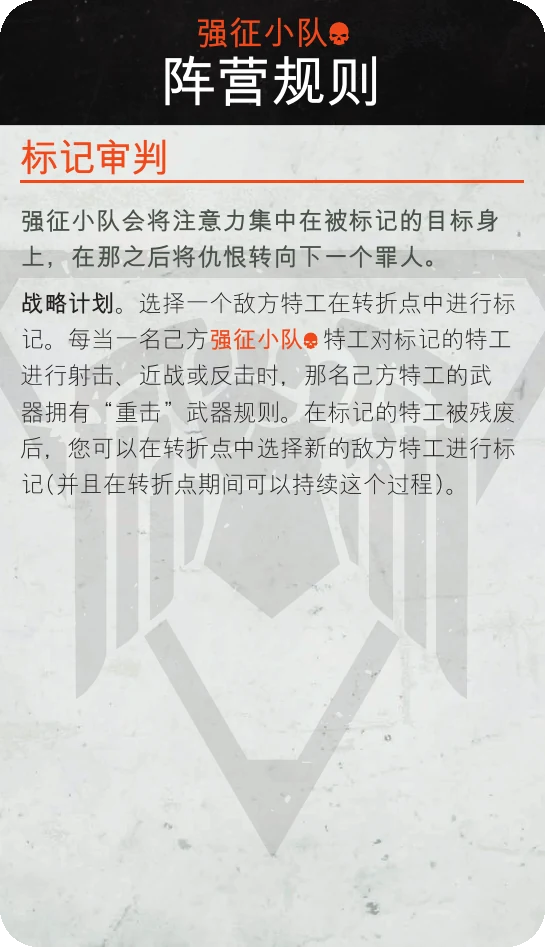 强征小队
阵营规则
标记审判
强征小队会将注意力集中在被标记的目标身
上，在那之后将仇恨转向下一个罪人。
战略计划。选择一个敌方特工在转折点中进行标
记。每当一名己方强征小队特工对标记的特工
进行射击、近战或反击时，那名己方特工的武
器拥有“重击”武器规则。在标记的特工被残废
后，您可以在转折点中选择新的敌方特工进行标
记(并且在转折点期间可以持续这个过程)。